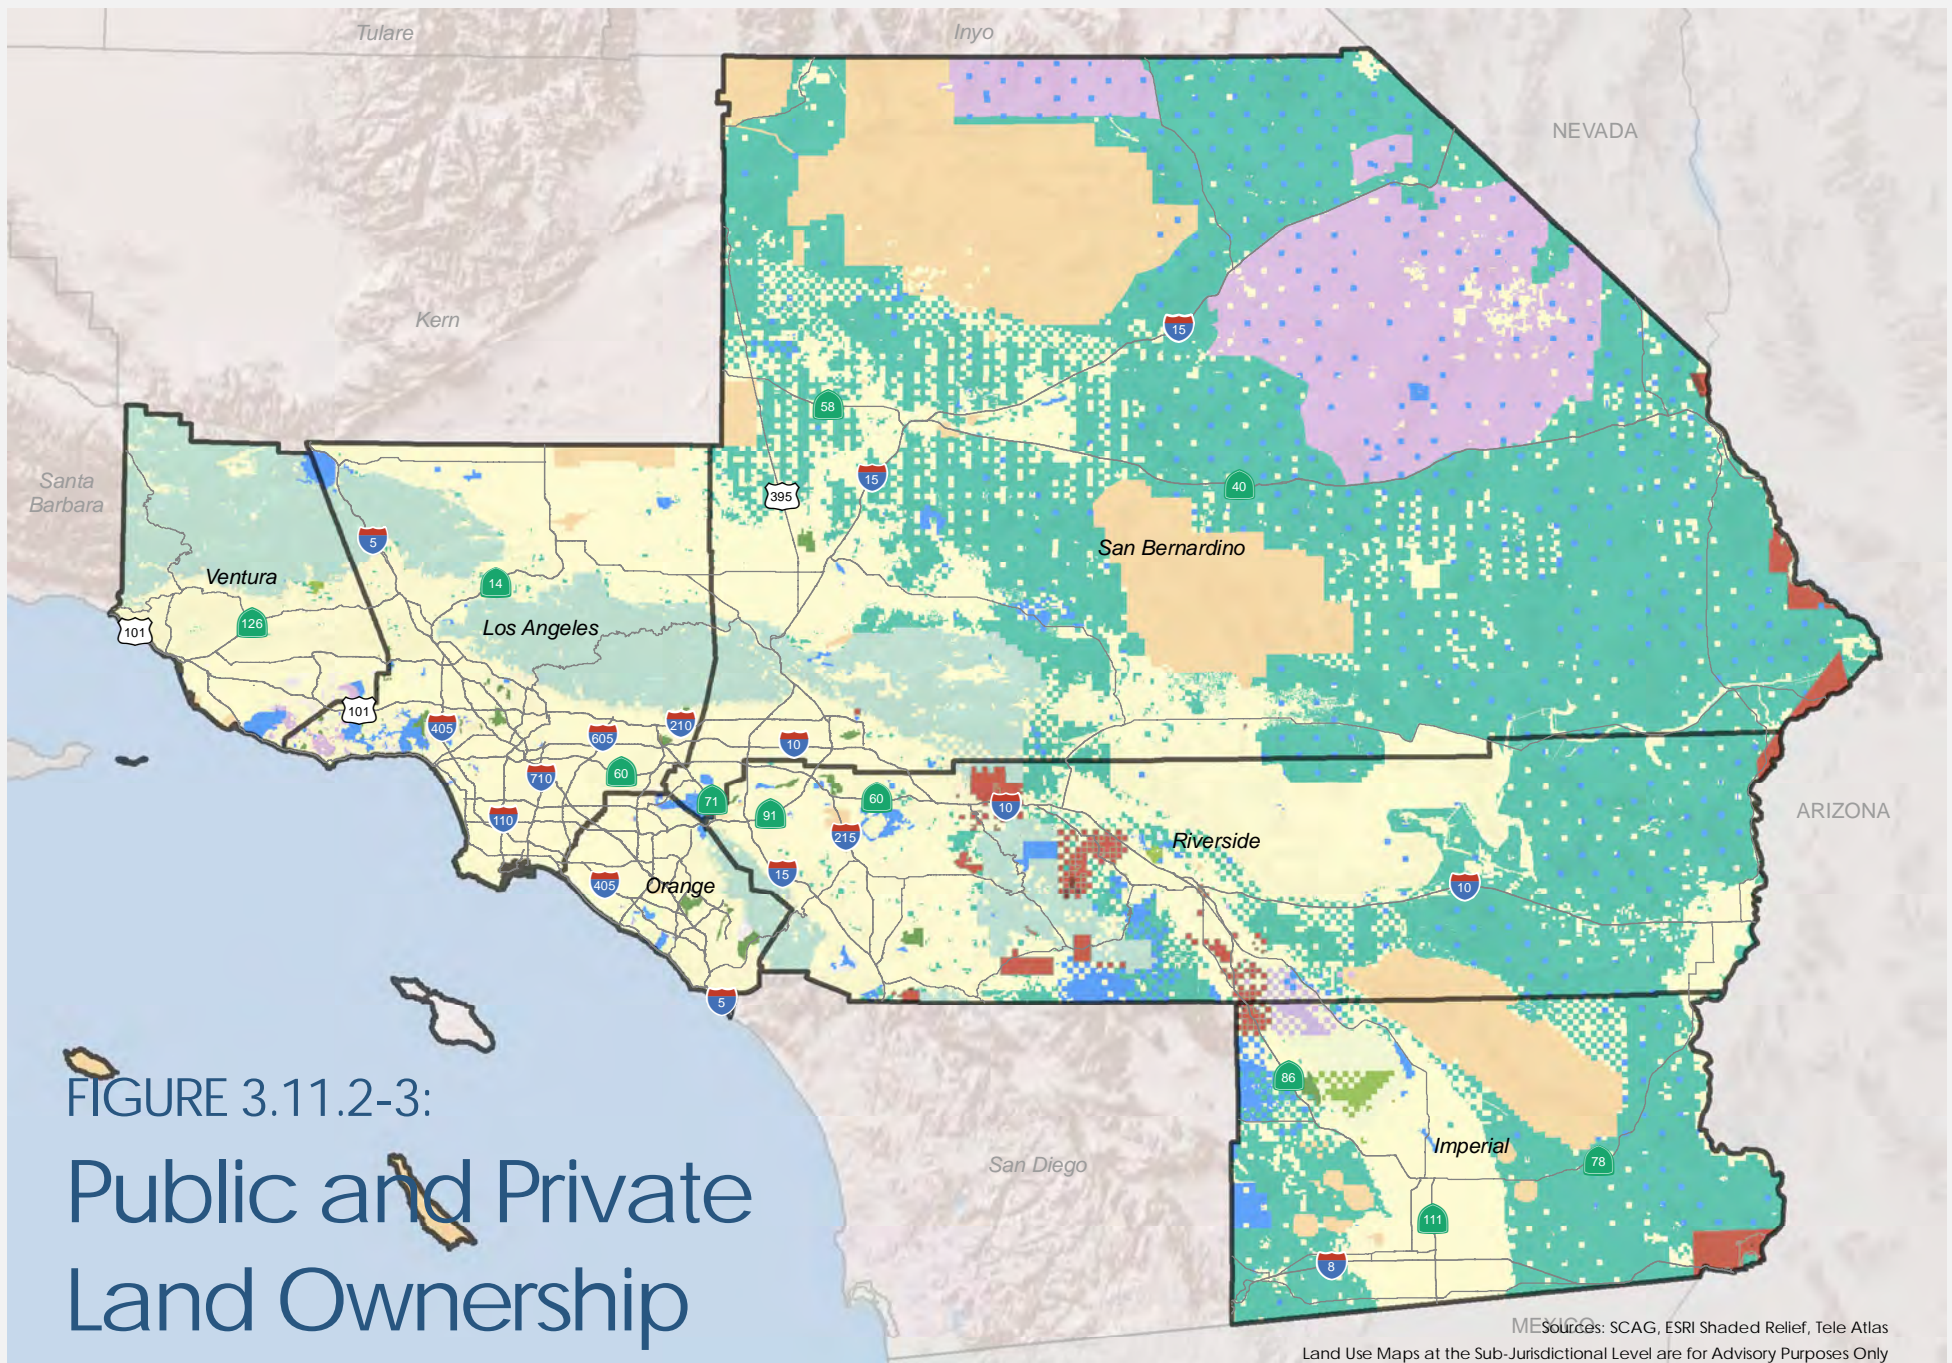 Tulare
Inyo
NEVADA
Kern
15
58
Santa
Barbara
395
15
40
5
San Bernardino
14
Ventura
126
Los Angeles
101
101
405
210
605
10
710
60
71
60
10
91
110
215
ARIZONA
Riverside
15
405
Orange
10
5
FIGURE 3.11.2-3:
86
Public and Private
Imperial
San Diego
78
111
Land Ownership
8
MEXICO
Sources: SCAG, ESRI Shaded Relief, Tele Atlas
Land Use Maps at the Sub-Jurisdictional Level are for Advisory Purposes Only